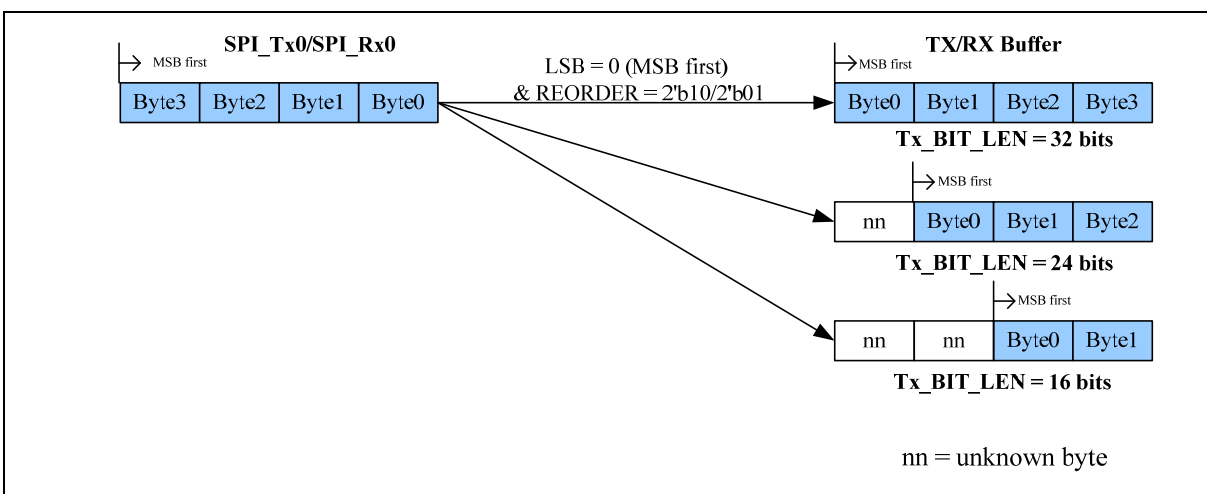 SPI_Tx0/SPI_Rx0
MSB first
Byte3 Byte2 Byte1 Byte0
LSB = 0 (MSB first)
& REORDER = 2'b10/2'b01
TX/RX Buffer
MSB first
Byte0 Byte1 Byte2 Byte3
Tx_BIT_LEN = 32 bits
MSB first
nn Byte0 Byte1 Byte2
Tx_BIT_LEN = 24 bits
MSB first
nn nn Byte0 Byte1
Tx_BIT_LEN = 16 bits
nn = unknown byte